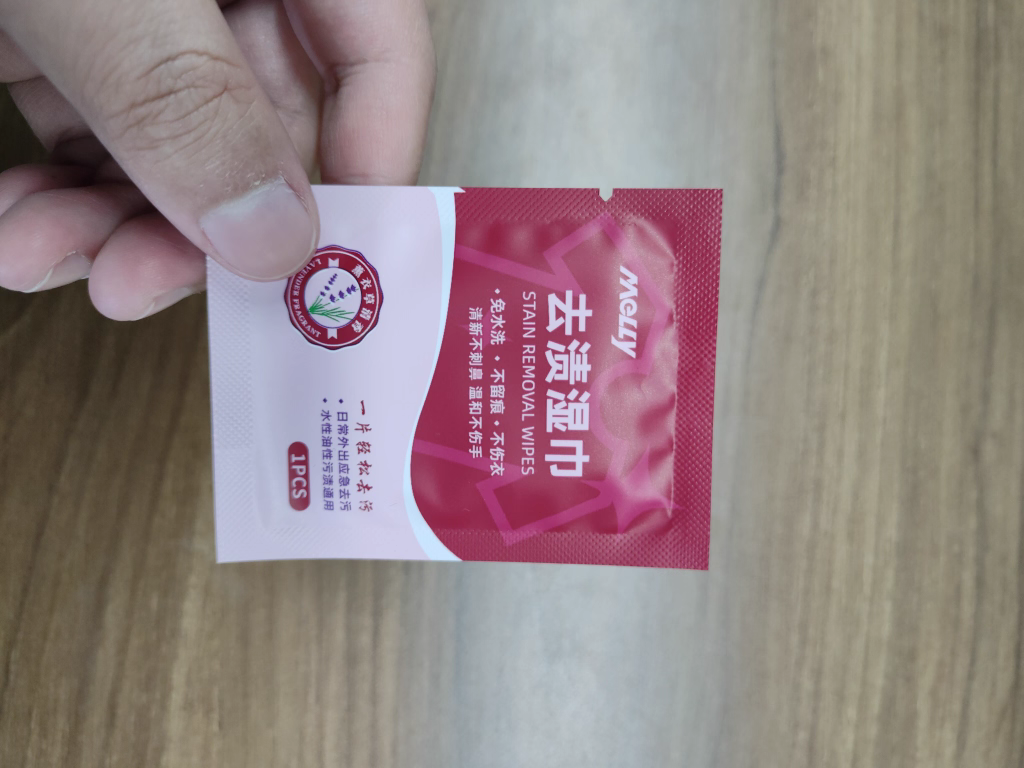 Melly
去渍湿巾
STAIN REMOVAL WIPES
·免水洗·不留痕·不伤衣
清新不刺鼻 温和不伤手
薰衣草
LAVENDER FRAGRANT
一片轻松去污
·日常外出应急去污
·水性油性污渍通用
1PCS